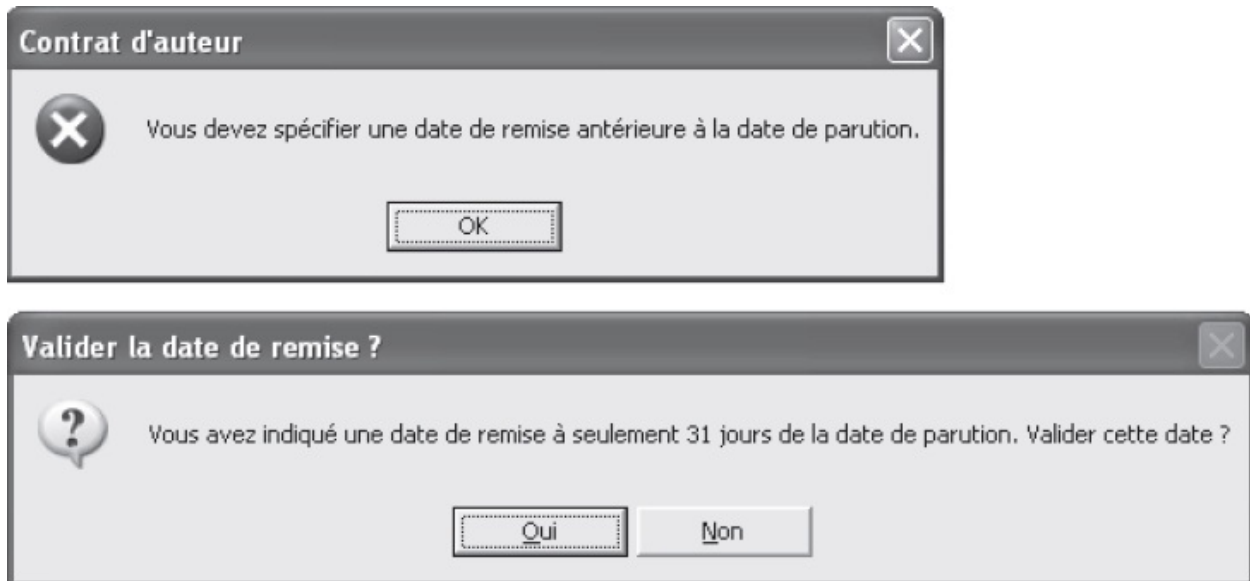 Contrat d'auteur
Vous devez spécifier une date de remise antérieure à la date de parution.
OK
Valider la date de remise ?
Vous avez indiqué une date de remise à seulement 31 jours de la date de parution. Valider cette date ?
Oui Non